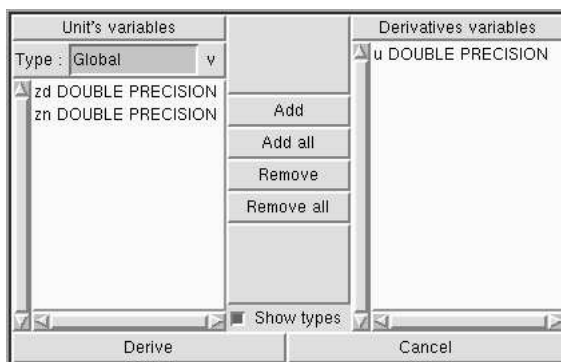 Unit's variables
Type : Global v
zd DOUBLE PRECISION
zn DOUBLE PRECISION
Add
Add all
Remove
Remove all
Show types
Derivatives variables
u DOUBLE PRECISION
Derive
Cancel